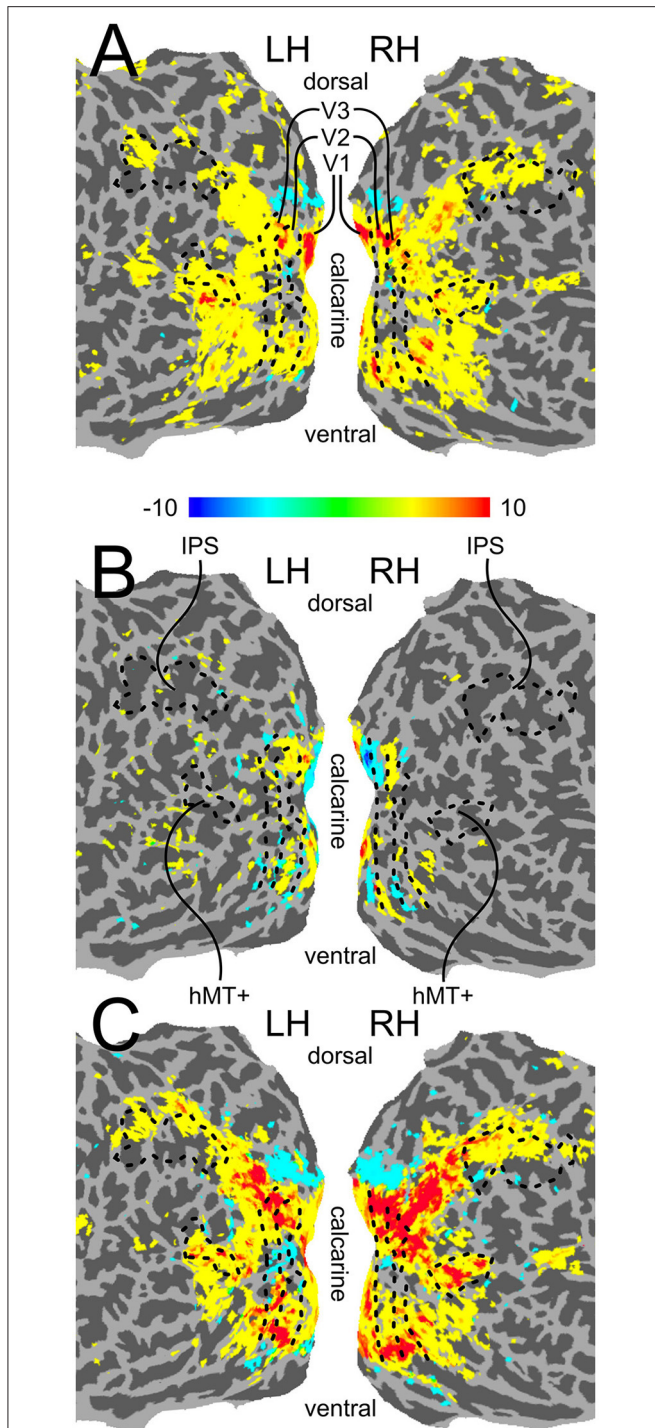 A
LH RH
dorsal
V3
V2
V1
calcarine
ventral
-10 10
IPS IPS
B
LH RH
dorsal
calcarine
ventral
hMT+ hMT+
C
LH RH
dorsal
calcarine
ventral